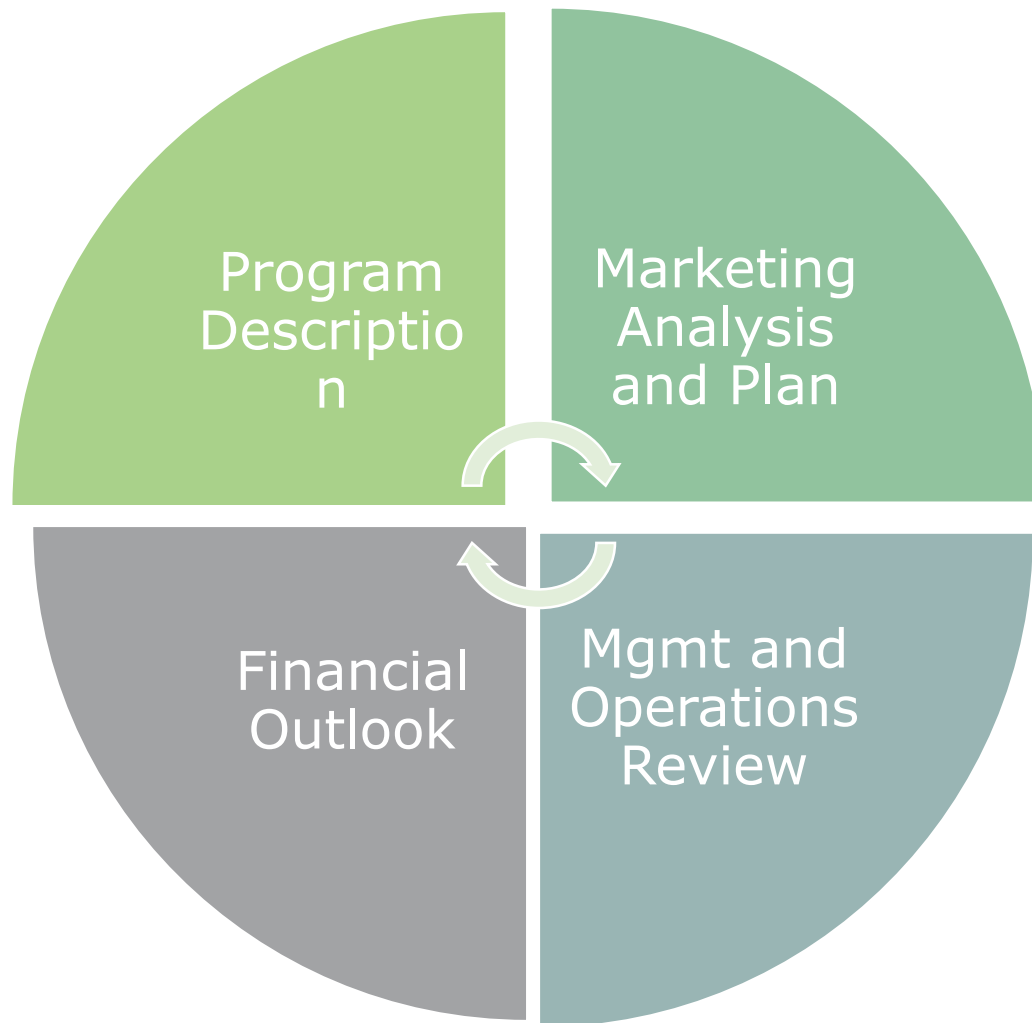 Program
Descriptio
n
Marketing
Analysis
and Plan
Financial
Outlook
Mgmt and
Operations
Review